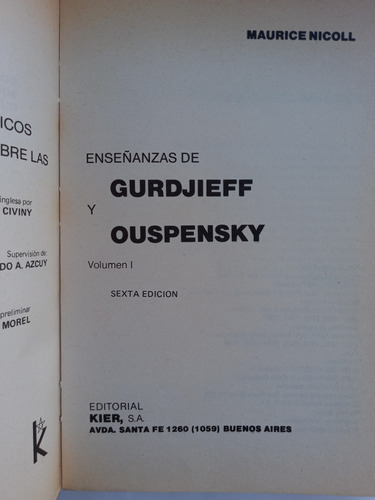 ICOS
BRE LAS
inglesa por
CIVINY
Supervisión de:
DO A. AZCUY
preliminar
MOREL
K
MAURICE NICOLL
ENSEÑANZAS DE
GURDJIEFF
Y
OUSPENSKY
Volumen I
SEXTA EDICION
EDITORIAL
KIER, S.A.
AVDA. SANTA FE 1260 (1059) BUENOS AIRES